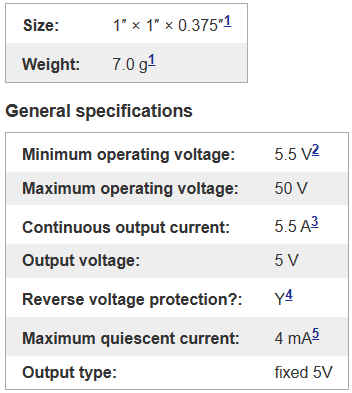 Size: 1″ × 1″ × 0.375″1
Weight: 7.0 g1
General specifications
Minimum operating voltage: 5.5 V2
Maximum operating voltage: 50 V
Continuous output current: 5.5 A3
Output voltage: 5 V
Reverse voltage protection?: Y4
Maximum quiescent current: 4 mA5
Output type: fixed 5V